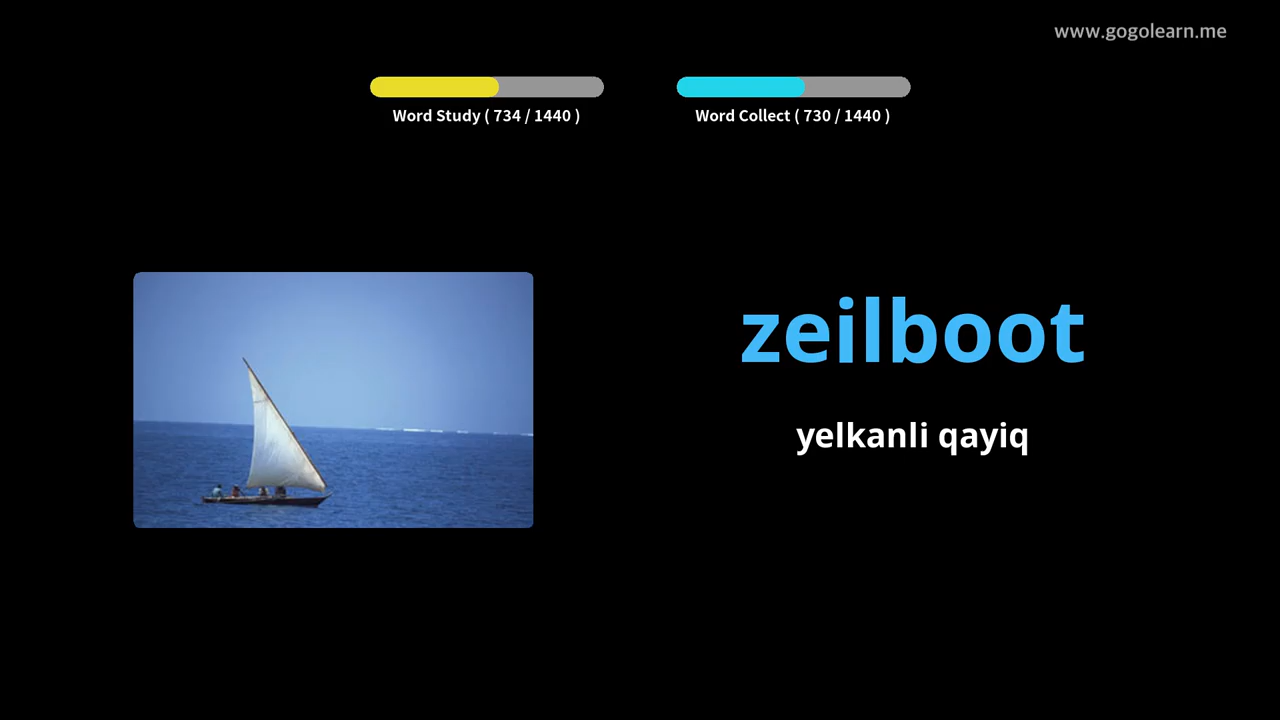 www.gogolearn.me
Word Study ( 734 / 1440 )
Word Collect ( 730 / 1440 )
zeilboot
yelkanli qayiq